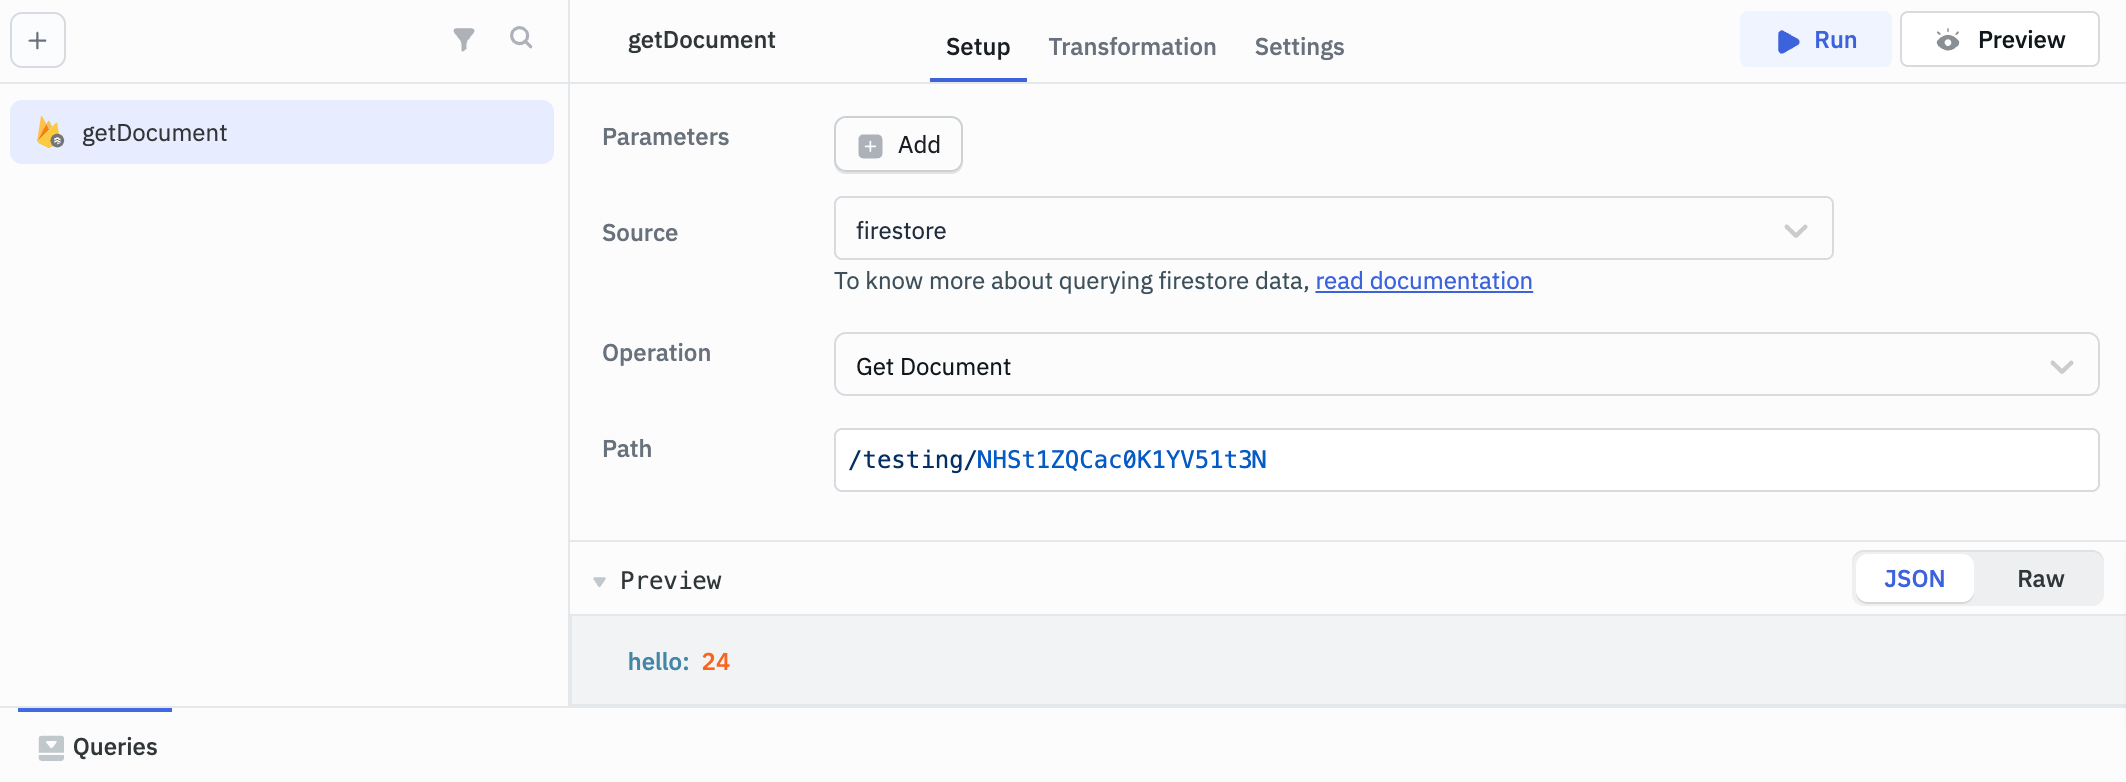 getDocument
Setup
Transformation
Settings
Run
Preview
getDocument
Parameters
Add
Source
firestore
To know more about querying firestore data, read documentation
Operation
Get Document
Path
/testing/NHSt1ZQCac0K1YV51t3N
Preview
JSON
Raw
hello: 24
Queries